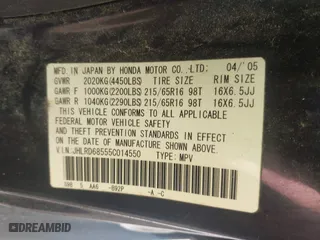 MFD. IN JAPAN BY HONDA MOTOR CO.,LTD. 04/'05
GVWR 2020KG(4450LBS TIRE SIZE RIM SIZE
GAWR F 1000KG(2200LBS) 215/65R16 98T 16X6.5JJ
GAWR R 1040KG(2290LBS) 215/65R16 98T 16X6.5JJ
THIS VEHICLE CONFORMS TO ALL APPLICABLE
FEDERAL MOTOR VEHICLE SAFETY AND
THEFT PREVENTION STANDARDS IN EFFECT ON
THE DATE OF MANUFACTURE SHOWN ABOVE.
V I N: JHLRD68555C014550 TYPE: MPV
5 AA6 -B92P -A -C
DREAMBID